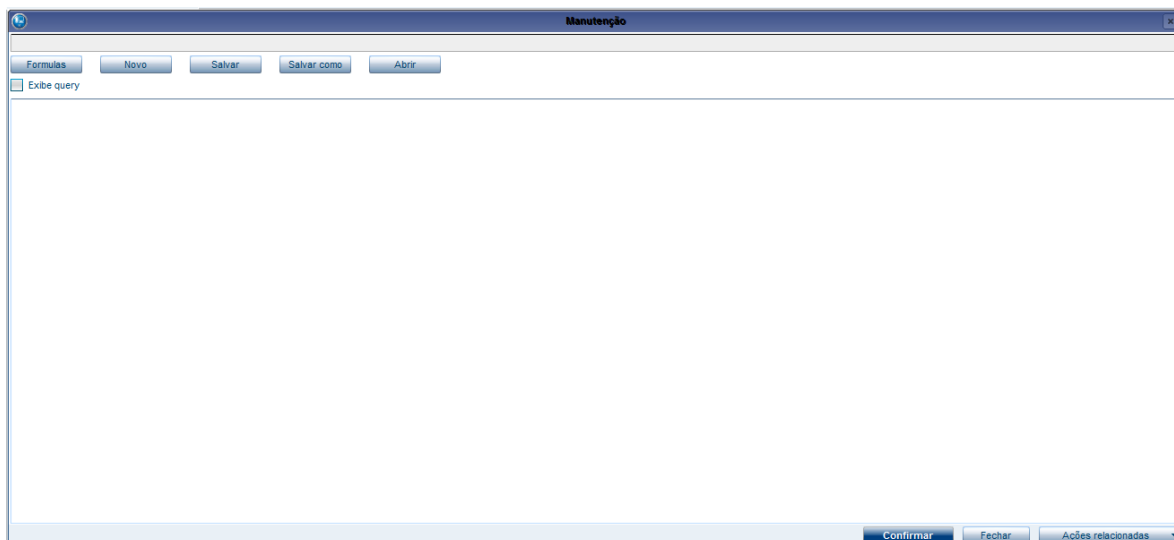 Manutenção
Formulas Novo Salvar Salvar como Abrir
Exibe query
Confirmar Fechar Ações relacionadas